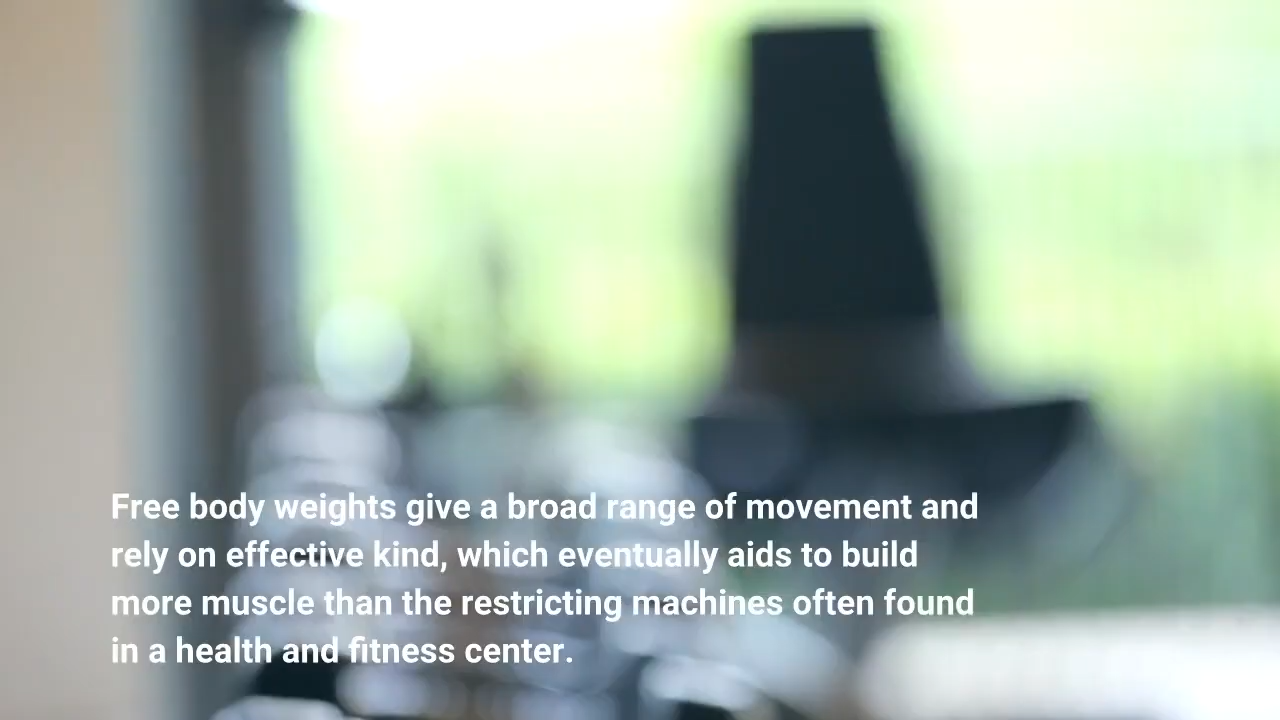 Free body weights give a broad range of movement and
rely on effective kind, which eventually aids to build
more muscle than the restricting machines often found
in a health and fitness center.